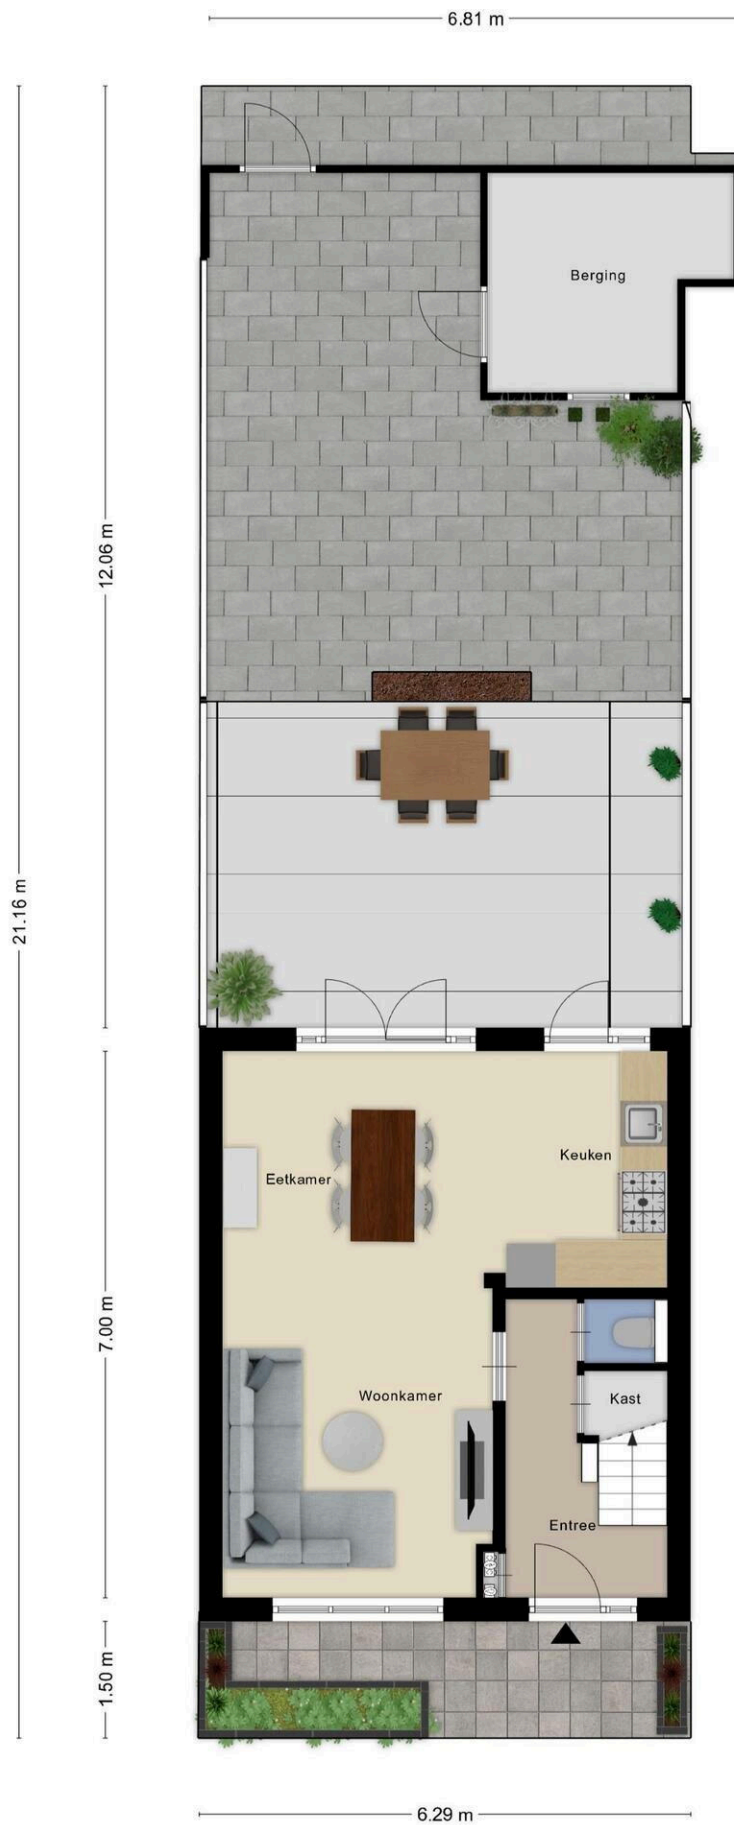 6.81 m
Berging
12.06 m
21.16 m
Keuken
Eetkamer
7.00 m
Woonkamer
Kast
Entree
1.50 m
6.29 m